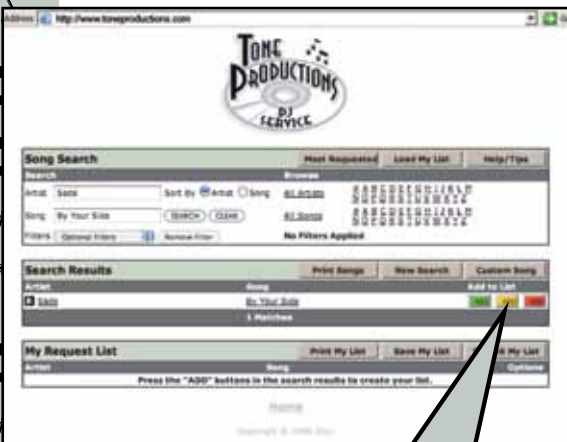 Address http://www.toneproductions.com
TONE
PRODUCTIONS
DJ
SERVICE
Song Search Most Requested Load My List Help/Tips
Search Browse
Artist Sade Sort By Artist Song All Artists A B C D E F G H I J K L M
Song By Your Side SEARCH CLEAR All Songs
Filters Optional Filters Remove Filter No Filters Applied
Search Results Print Songs New Search Custom Song
Artist Song Add to List
Sade By Your Side
1 Matches
My Request List Print My List Save My List My List
Artist Song Options
Press the "ADD" buttons in the search results to create your list.
Home
Copyright ©